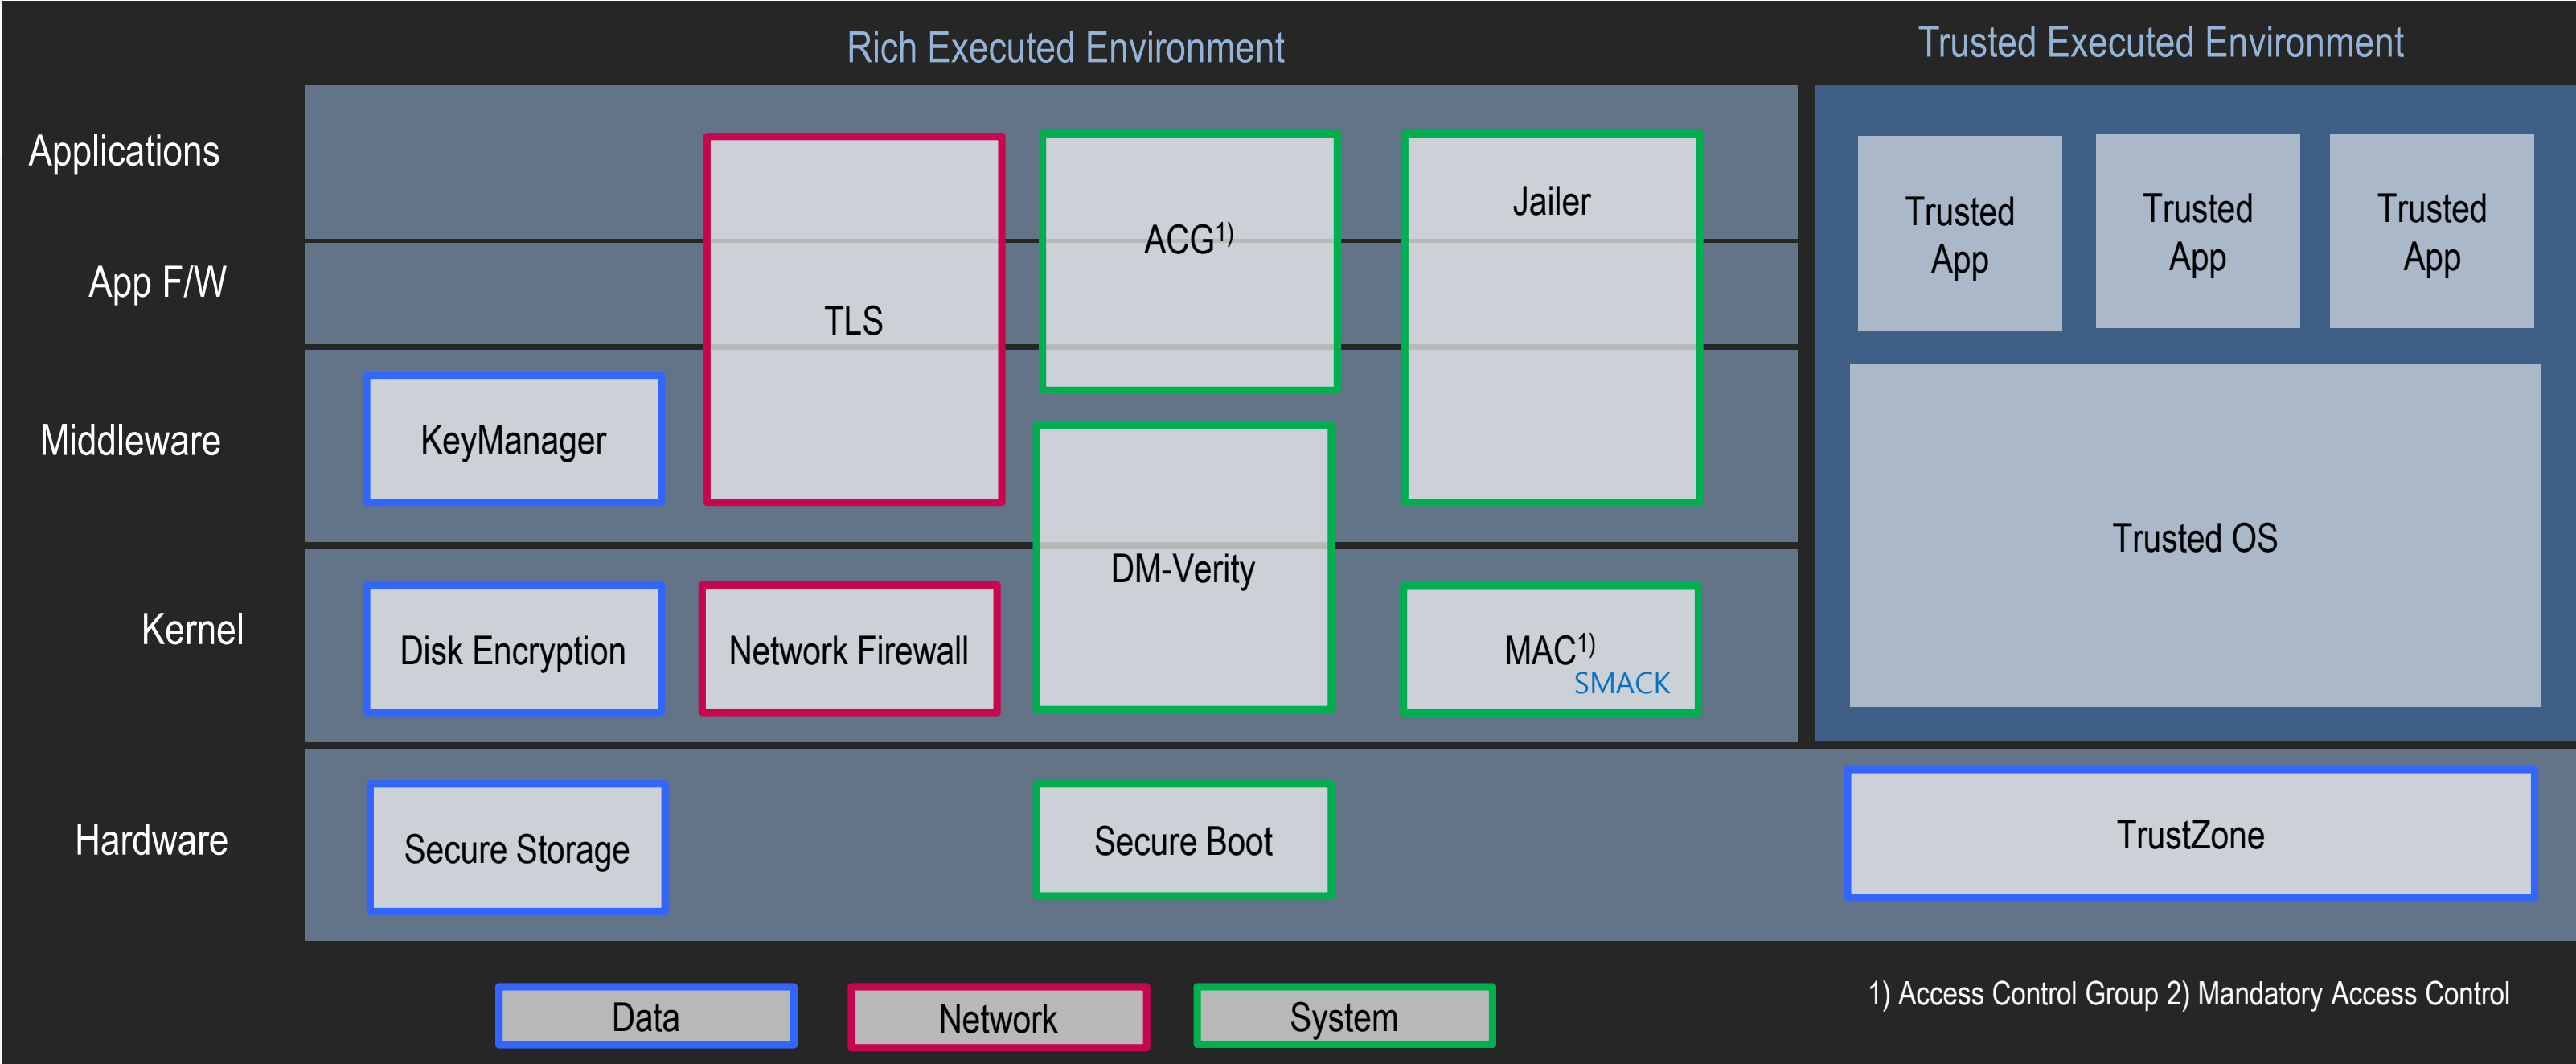 Rich Executed Environment
Trusted Executed Environment
Applications
App F/W
Middleware
Kernel
Hardware
TLS
ACG1)
Jailer
KeyManager
DM-Verity
Disk Encryption
Network Firewall
MAC1)
SMACK
Secure Storage
Secure Boot
Trusted
App
Trusted
App
Trusted
App
Trusted OS
TrustZone
Data
Network
System
1) Access Control Group 2) Mandatory Access Control